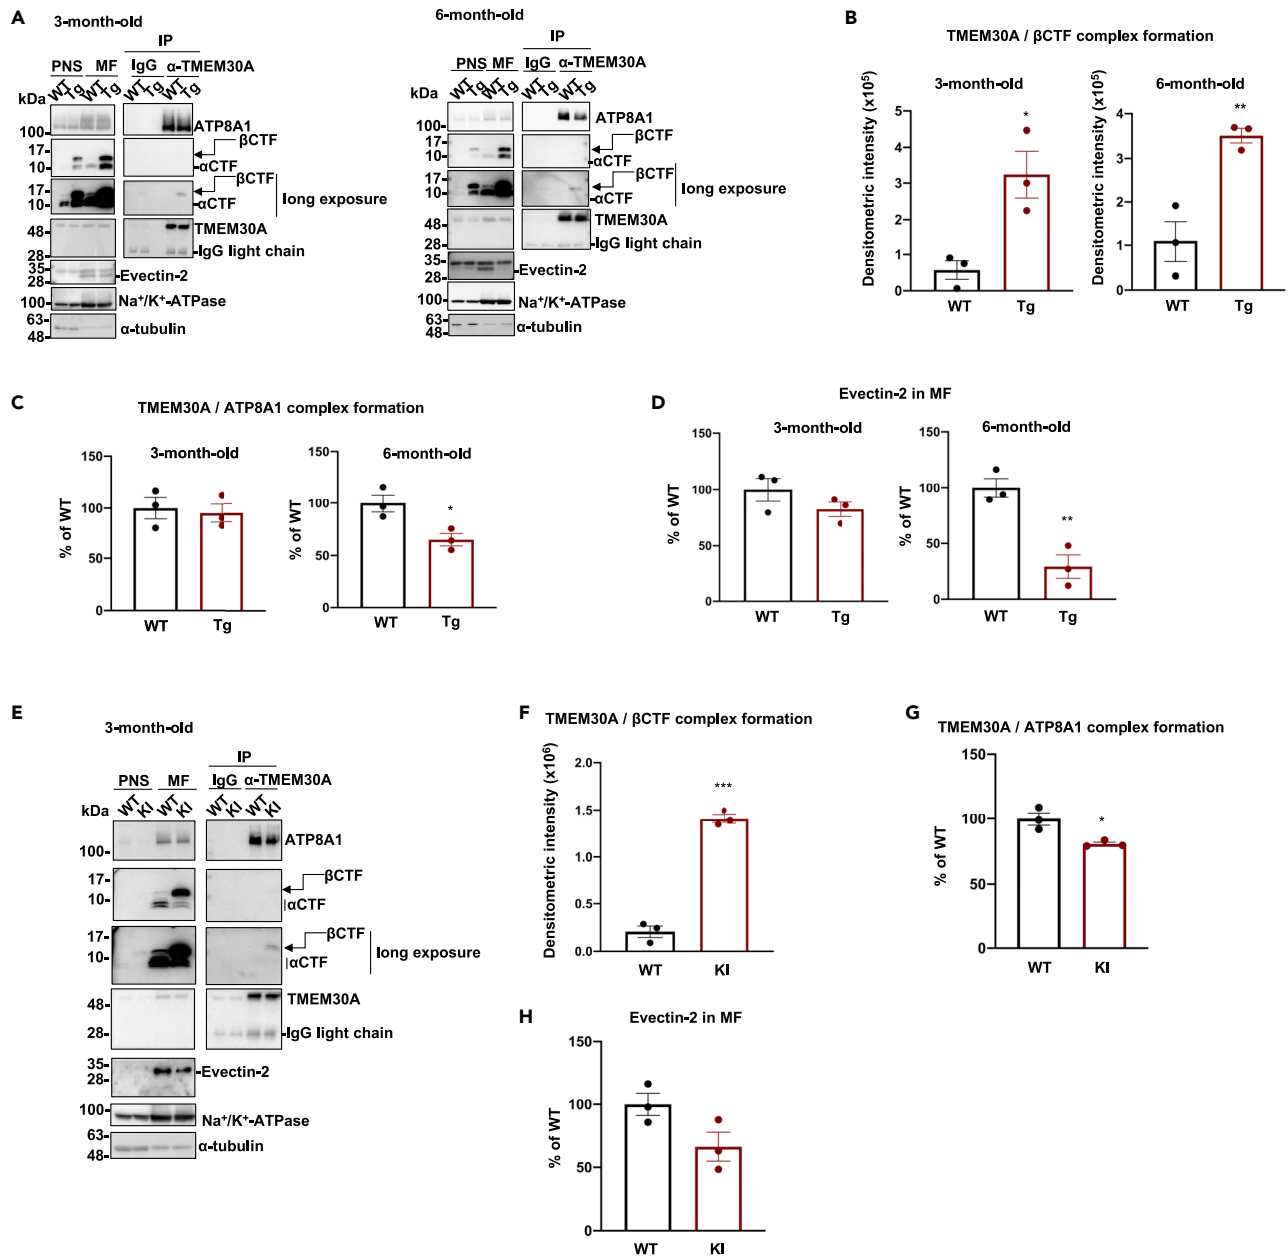 A
3-month-old
IP
PNS MF IgG α-TMEM30A
WT Tg WT Tg WT Tg WT Tg
kDa
100
ATP8A1
17
βCTF
10
αCTF
17
βCTF
10
αCTF
long exposure
48
TMEM30A
28
IgG light chain
35
28
Evectin-2
100
Na⁺/K⁺-ATPase
63
48
α-tubulin
6-month-old
IP
PNS MF IgG α-TMEM30A
WT Tg WT Tg WT Tg WT Tg
kDa
100
ATP8A1
17
βCTF
10
αCTF
17
βCTF
10
αCTF
long exposure
48
TMEM30A
28
IgG light chain
35
28
Evectin-2
100
Na⁺/K⁺-ATPase
63
48
α-tubulin
B
TMEM30A / βCTF complex formation
3-month-old
Densitometric intensity (x10⁵)
5
4
3
2
1
0
*
WT Tg
6-month-old
Densitometric intensity (x10⁵)
4
3
2
1
0
**
WT Tg
C
TMEM30A / ATP8A1 complex formation
3-month-old
% of WT
150
100
50
0
WT Tg
6-month-old
% of WT
150
100
50
0
*
WT Tg
D
Evectin-2 in MF
3-month-old
% of WT
150
100
50
0
WT Tg
6-month-old
% of WT
150
100
50
0
**
WT Tg
E
3-month-old
IP
PNS MF IgG α-TMEM30A
WT KI WT KI WT KI WT KI
kDa
100
ATP8A1
17
βCTF
10
αCTF
17
βCTF
10
αCTF
long exposure
48
TMEM30A
28
IgG light chain
35
28
Evectin-2
100
Na⁺/K⁺-ATPase
63
48
α-tubulin
F
TMEM30A / βCTF complex formation
Densitometric intensity (x10⁶)
2.0
1.5
1.0
0.5
0.0
***
WT KI
G
TMEM30A / ATP8A1 complex formation
% of WT
150
100
50
0
*
WT KI
H
Evectin-2 in MF
% of WT
150
100
50
0
WT KI